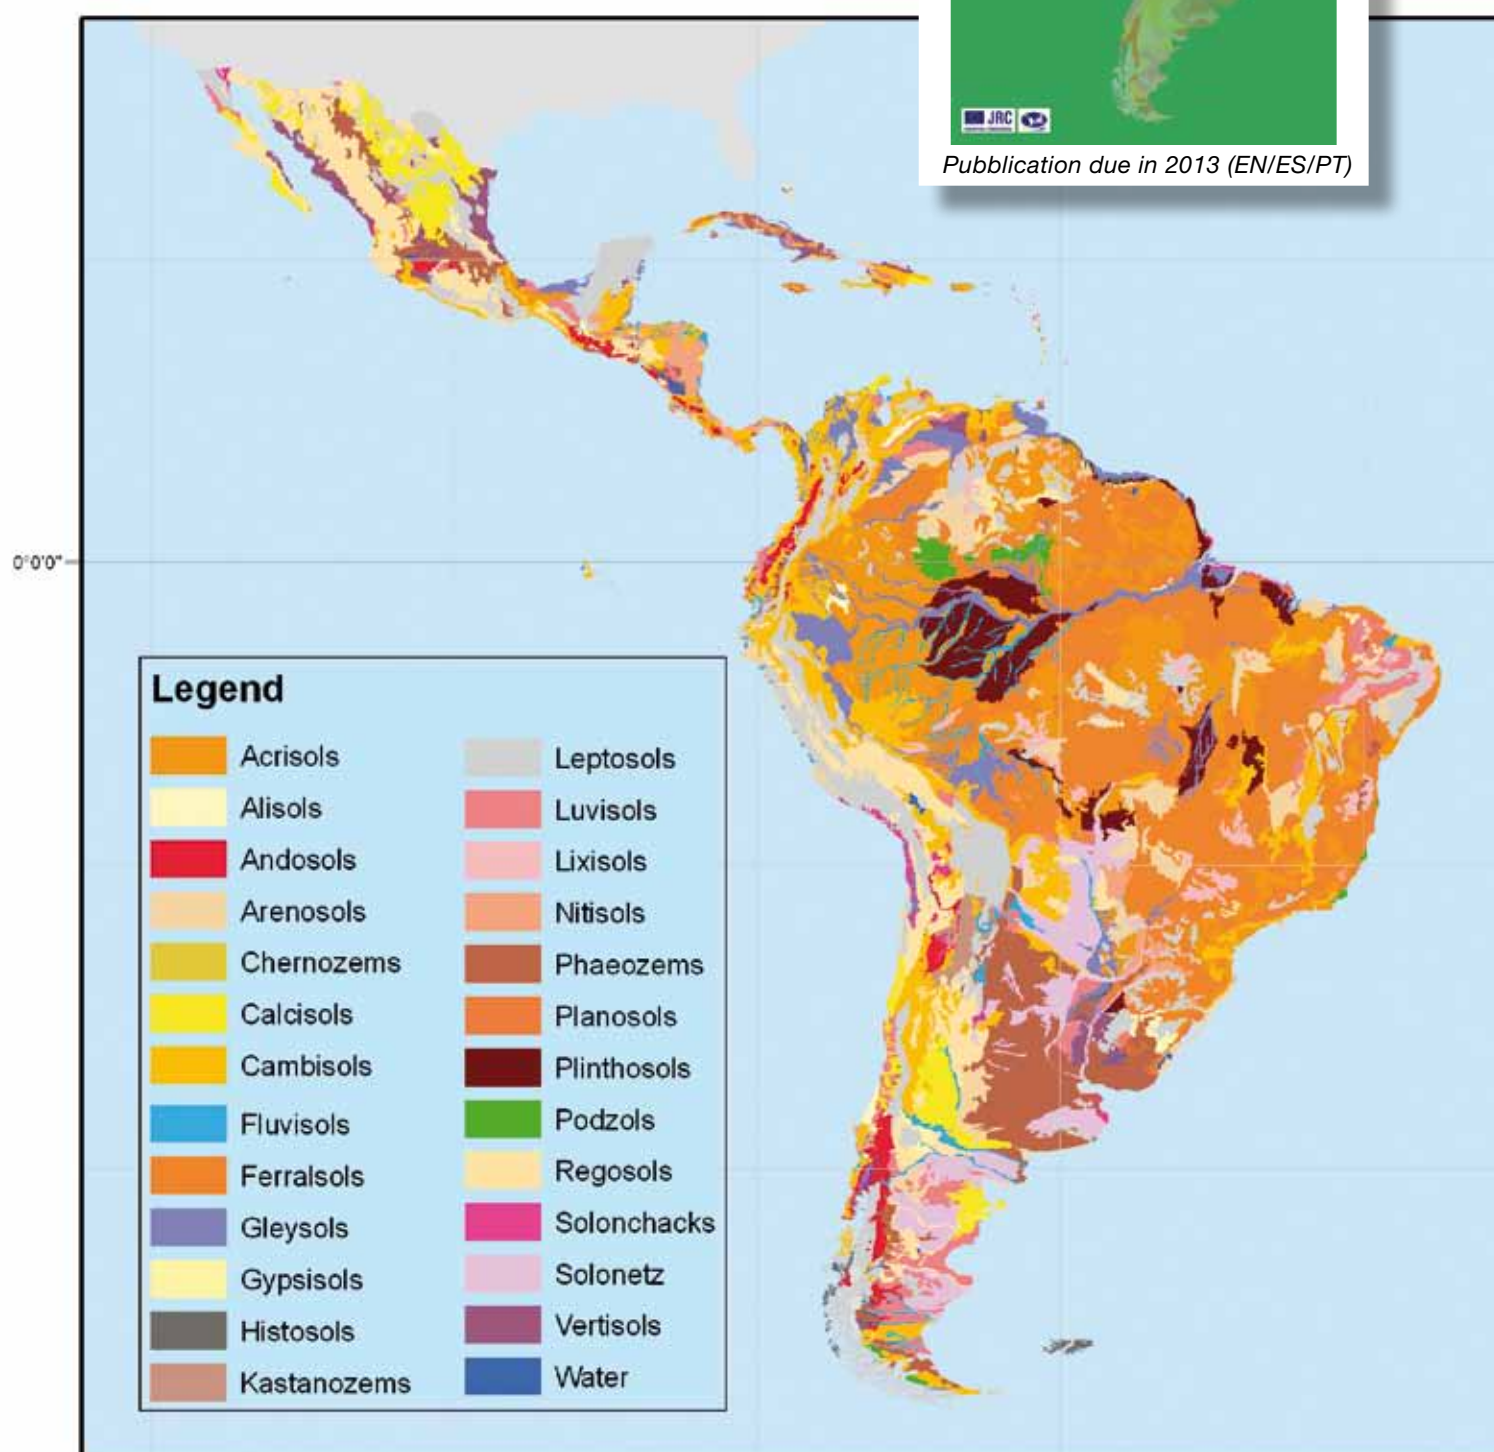 JRC
Pubblication due in 2013 (EN/ES/PT)
0°0'0"
Legend
Acrisols
Alisols
Andosols
Arenosols
Chernozems
Calcisols
Cambisols
Fluvisols
Ferralsols
Gleysols
Gypsisols
Histosols
Kastanozems
Leptosols
Luvisols
Lixisols
Nitisols
Phaeozems
Planosols
Plinthosols
Podzols
Regosols
Solonchacks
Solonetz
Vertisols
Water